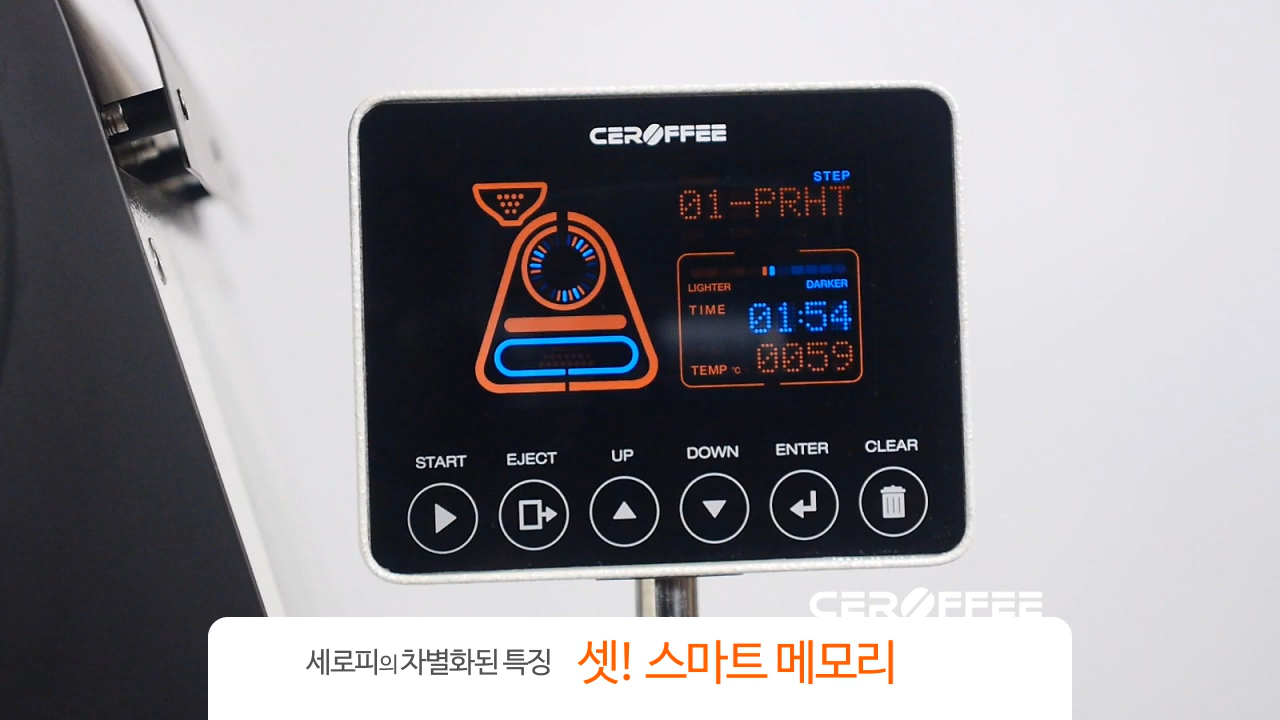 CEROFFEE
STEP
01-PRHT
LIGHTER DARKER
TIME 01:54
TEMP °C 0059
START EJECT UP DOWN ENTER CLEAR
CEROFFEE
세로피의 차별화된 특징 셋! 스마트 메모리